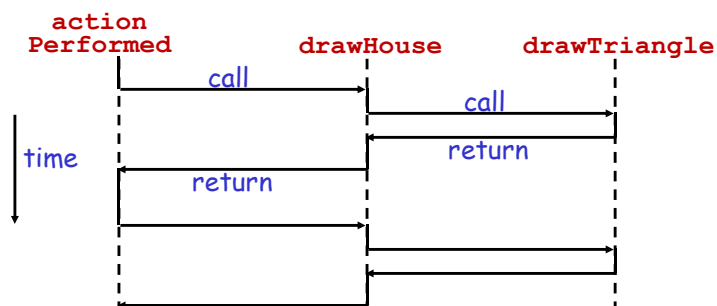 action
Performed
drawHouse
drawTriangle
call
call
time
return
return